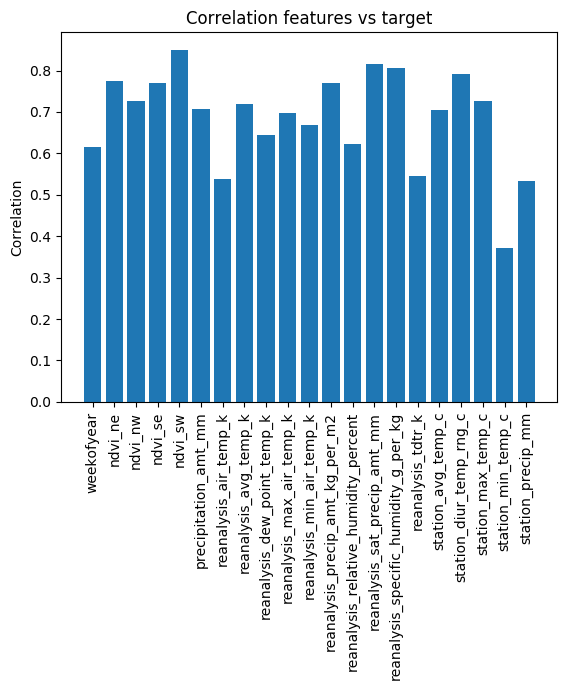 Correlation features vs target
Correlation
0.8
0.7
0.6
0.5
0.4
0.3
0.2
0.1
0.0
weekofyear
ndvi_ne
ndvi_nw
ndvi_se
ndvi_sw
precipitation_amt_mm
reanalysis_air_temp_k
reanalysis_avg_temp_k
reanalysis_dew_point_temp_k
reanalysis_max_air_temp_k
reanalysis_min_air_temp_k
reanalysis_precip_amt_kg_per_m2
reanalysis_relative_humidity_percent
reanalysis_sat_precip_amt_mm
reanalysis_specific_humidity_g_per_kg
reanalysis_tdtr_k
station_avg_temp_c
station_diur_temp_rng_c
station_max_temp_c
station_min_temp_c
station_precip_mm